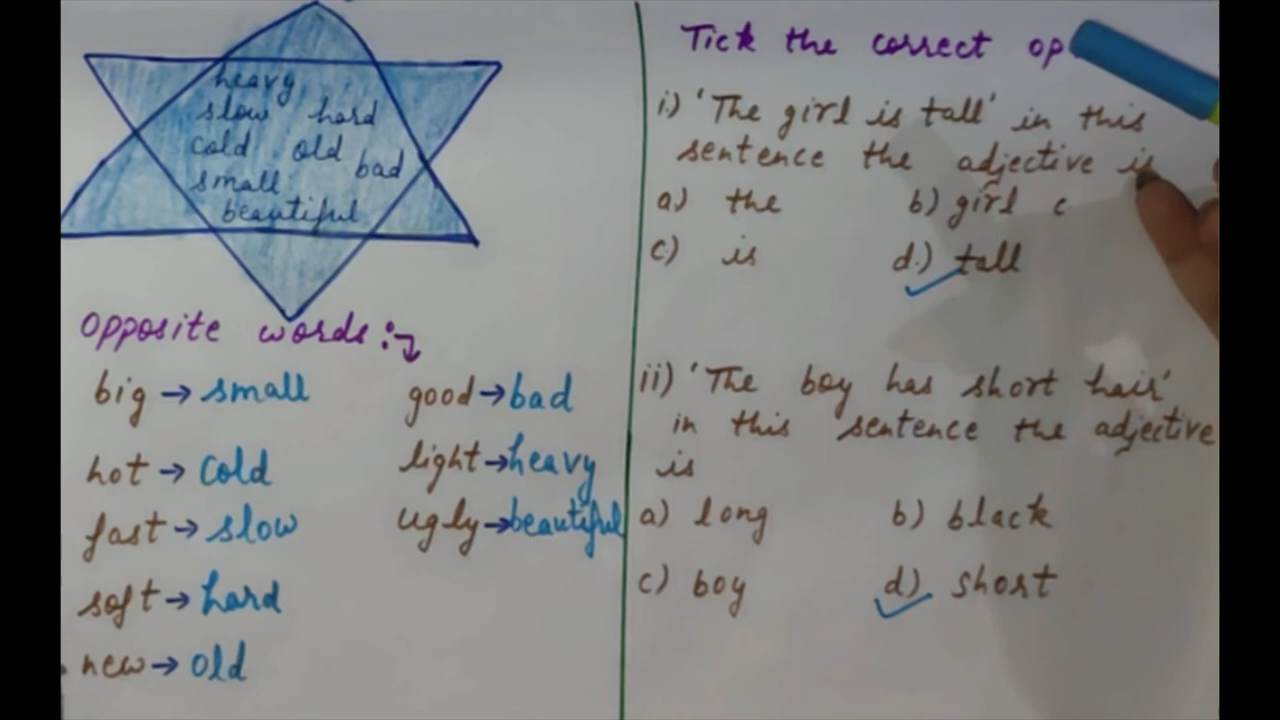 heavy
slow hard
cold old
bad
small
beautiful
Opposite words:
big → small
hot → cold
fast → slow
soft → hard
new → old
good → bad
light → heavy
ugly → beautiful
Tick the correct op
i) 'The girl is tall' in this
sentence the adjective is
a) the b) girl c
c) is d.) tall
ii) 'The boy has short hair'
in this sentence the adjective
is
a) long b) black
c) boy d) short